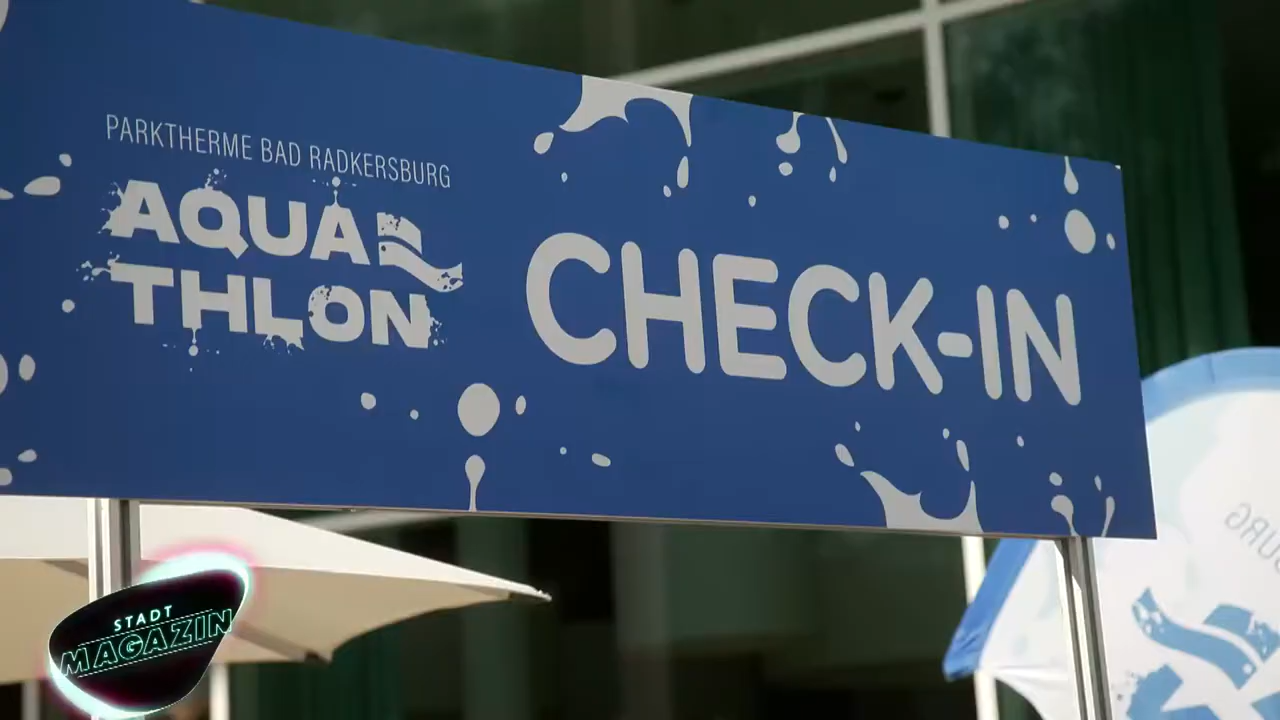 PARKTHERME BAD RADKERSBURG
AQUA
THLON
CHECK-IN
STADT
MAGAZIN